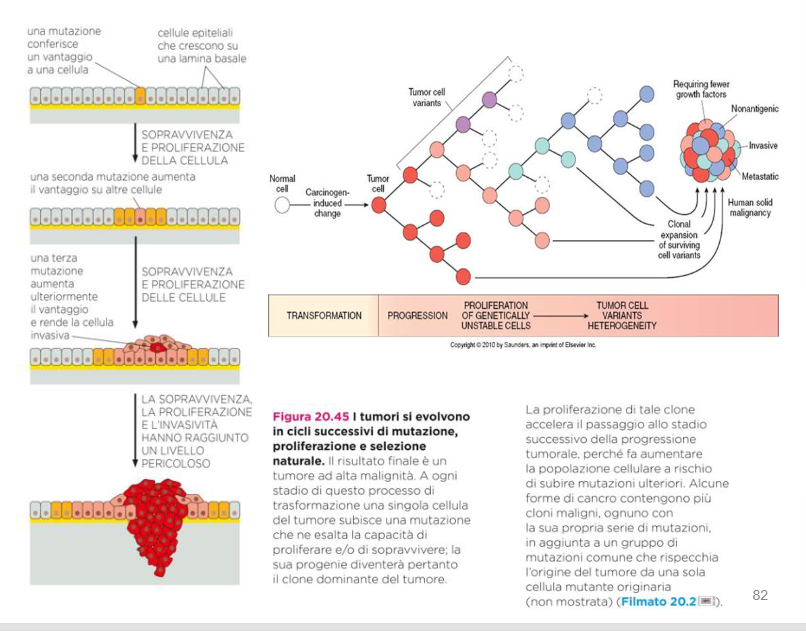 una mutazione
conferisce
un vantaggio
a una cellula
cellule epiteliali
che crescono su
una lamina basale
SOPRAVVIVENZA
E PROLIFERAZIONE
DELLA CELLULA
una seconda mutazione aumenta
il vantaggio su altre cellule
una terza
mutazione
aumenta
ulteriormente
il vantaggio
e rende la cellula
invasiva
SOPRAVVIVENZA
E PROLIFERAZIONE
DELLE CELLULE
LA SOPRAVVIVENZA,
LA PROLIFERAZIONE
E L'INVASIVITÀ
HANNO RAGGIUNTO
UN LIVELLO
PERICOLOSO
Normal
cell
Carcinogen-
induced
change
Tumor
cell
Tumor cell
variants
Requiring fewer
growth factors
Nonantigenic
Invasive
Metastatic
Human solid
malignancy
Clonal
expansion
of surviving
cell variants
TRANSFORMATION
PROGRESSION
PROLIFERATION
OF GENETICALLY
UNSTABLE CELLS
TUMOR CELL
VARIANTS
HETEROGENEITY
Copyright © 2010 by Saunders, an imprint of Elsevier Inc.
Figura 20.45 I tumori si evolvono
in cicli successivi di mutazione,
proliferazione e selezione
naturale. Il risultato finale è un
tumore ad alta malignità. A ogni
stadio di questo processo di
trasformazione una singola cellula
del tumore subisce una mutazione
che ne esalta la capacità di
proliferare e/o di sopravvivere; la
sua progenie diventerà pertanto
il clone dominante del tumore.
La proliferazione di tale clone
accelera il passaggio allo stadio
successivo della progressione
tumorale, perché fa aumentare
la popolazione cellulare a rischio
di subire mutazioni ulteriori. Alcune
forme di cancro contengono più
cloni maligni, ognuno con
la sua propria serie di mutazioni,
in aggiunta a un gruppo di
mutazioni comune che rispecchia
l'origine del tumore da una sola
cellula mutante originaria
(non mostrata) (Filmato 20.2).
82